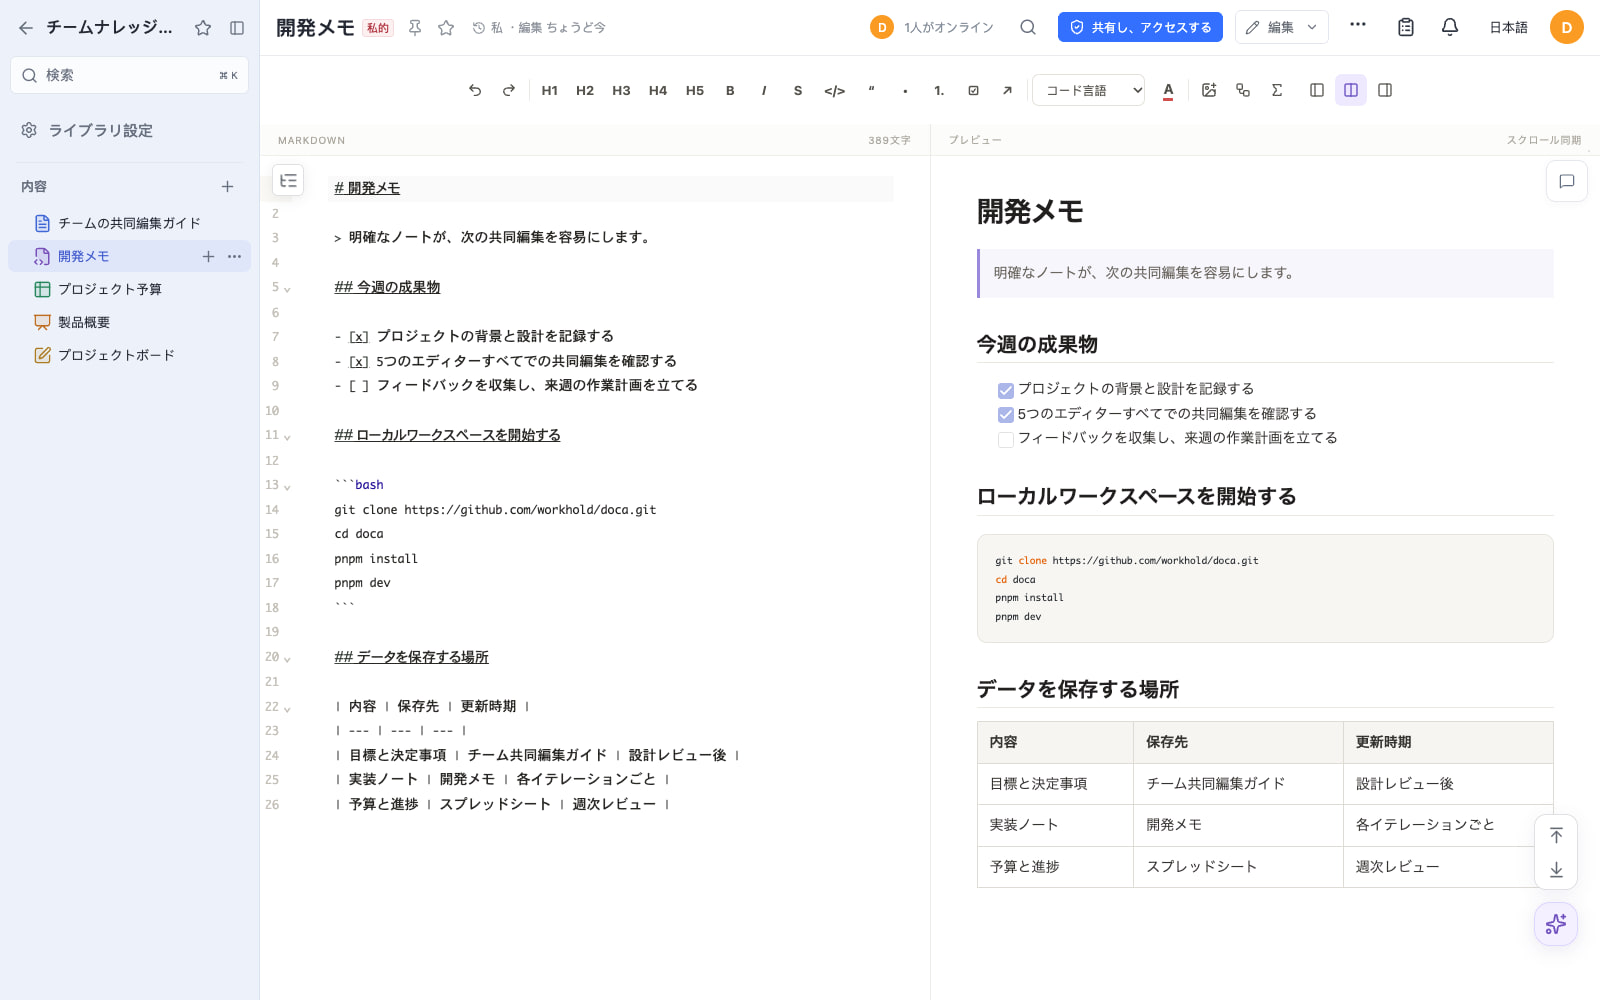 チームナレッジ...
検索
⌘ K
ライブラリ設定
内容
チームの共同編集ガイド
開発メモ
プロジェクト予算
製品概要
プロジェクトボード
開発メモ 私的 私 · 編集 ちょうど今
D 1人がオンライン 共有し、アクセスする 編集 日本語 D
H1 H2 H3 H4 H5 B I S </> “ • 1. コード言語 A Σ
MARKDOWN 389文字
# 開発メモ
2
3 > 明確なノートが、次の共同編集を容易にします。
4
5 ## 今週の成果物
6
7 - [x] プロジェクトの背景と設計を記録する
8 - [x] 5つのエディターすべてでの共同編集を確認する
9 - [ ] フィードバックを収集し、来週の作業計画を立てる
10
11 ## ローカルワークスペースを開始する
12
13 ```bash
14 git clone https://github.com/workhold/doca.git
15 cd doca
16 pnpm install
17 pnpm dev
18 ```
19
20 ## データを保存する場所
21
22 | 内容 | 保存先 | 更新時期 |
23 | --- | --- | --- |
24 | 目標と決定事項 | チーム共同編集ガイド | 設計レビュー後 |
25 | 実装ノート | 開発メモ | 各イテレーションごと |
26 | 予算と進捗 | スプレッドシート | 週次レビュー |
プレビュー スクロール同期
開発メモ
明確なノートが、次の共同編集を容易にします。
今週の成果物
プロジェクトの背景と設計を記録する
5つのエディターすべてでの共同編集を確認する
フィードバックを収集し、来週の作業計画を立てる
ローカルワークスペースを開始する
git clone https://github.com/workhold/doca.git
cd doca
pnpm install
pnpm dev
データを保存する場所
内容 保存先 更新時期
目標と決定事項 チーム共同編集ガイド 設計レビュー後
実装ノート 開発メモ 各イテレーションごと
予算と進捗 スプレッドシート 週次レビュー